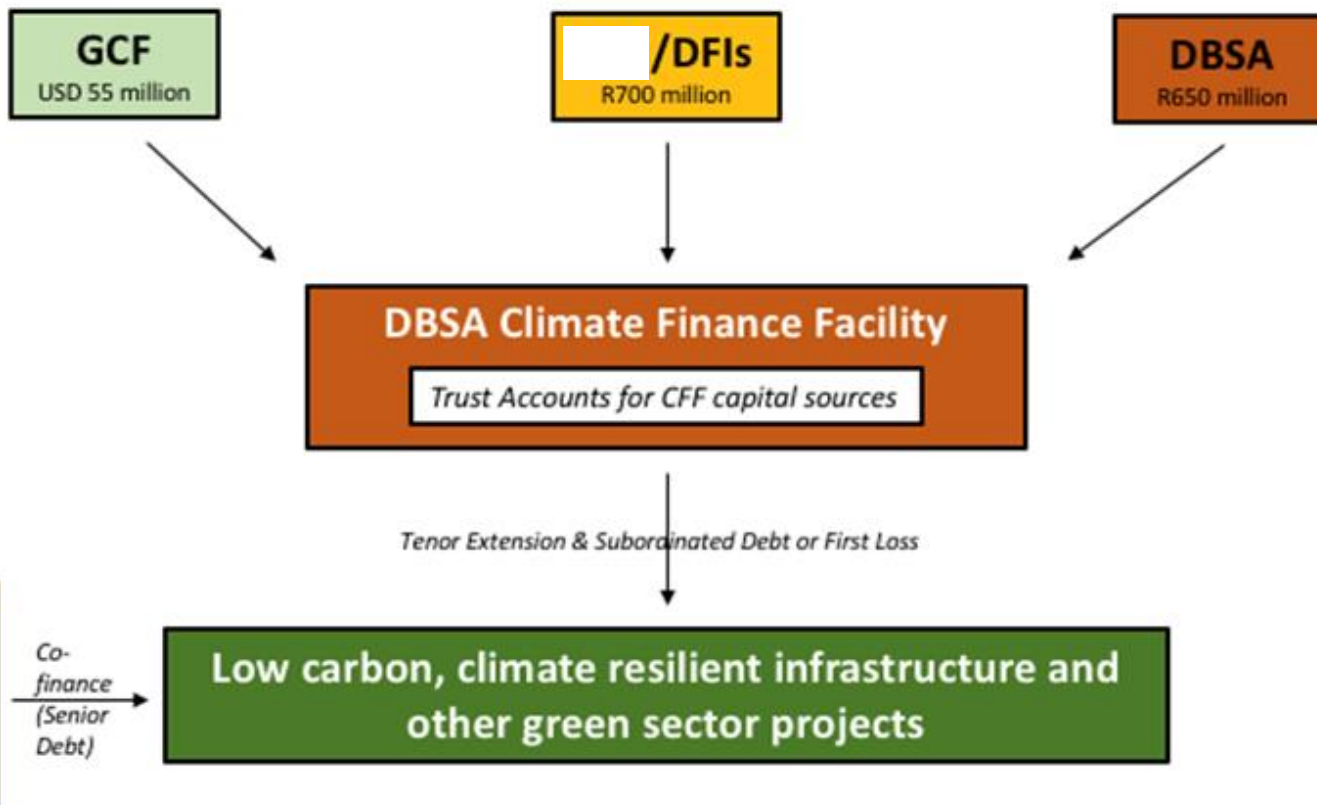 GCF
USD 55 million
/DFIs
R700 million
DBSA
R650 million
DBSA Climate Finance Facility
Trust Accounts for CFF capital sources
Tenor Extension & Subordinated Debt or First Loss
Co-
finance
(Senior
Debt)
Low carbon, climate resilient infrastructure and
other green sector projects